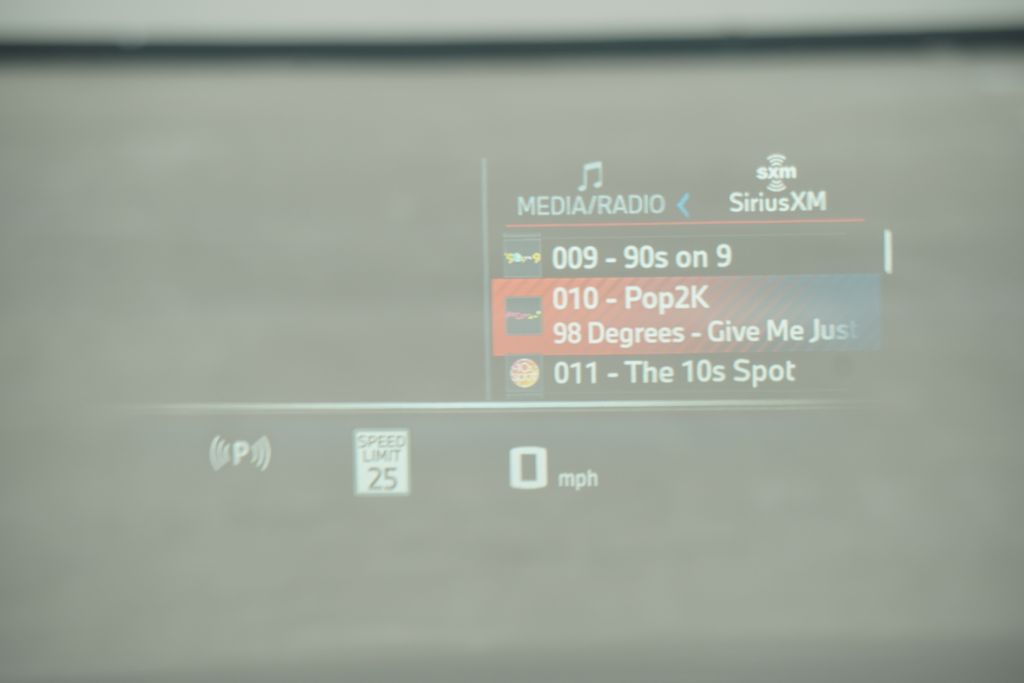 MEDIA/RADIO
sxm
SiriusXM
009 - 90s on 9
010 - Pop2K
98 Degrees - Give Me Just
011 - The 10s Spot
P
SPEED
LIMIT
25
0 mph